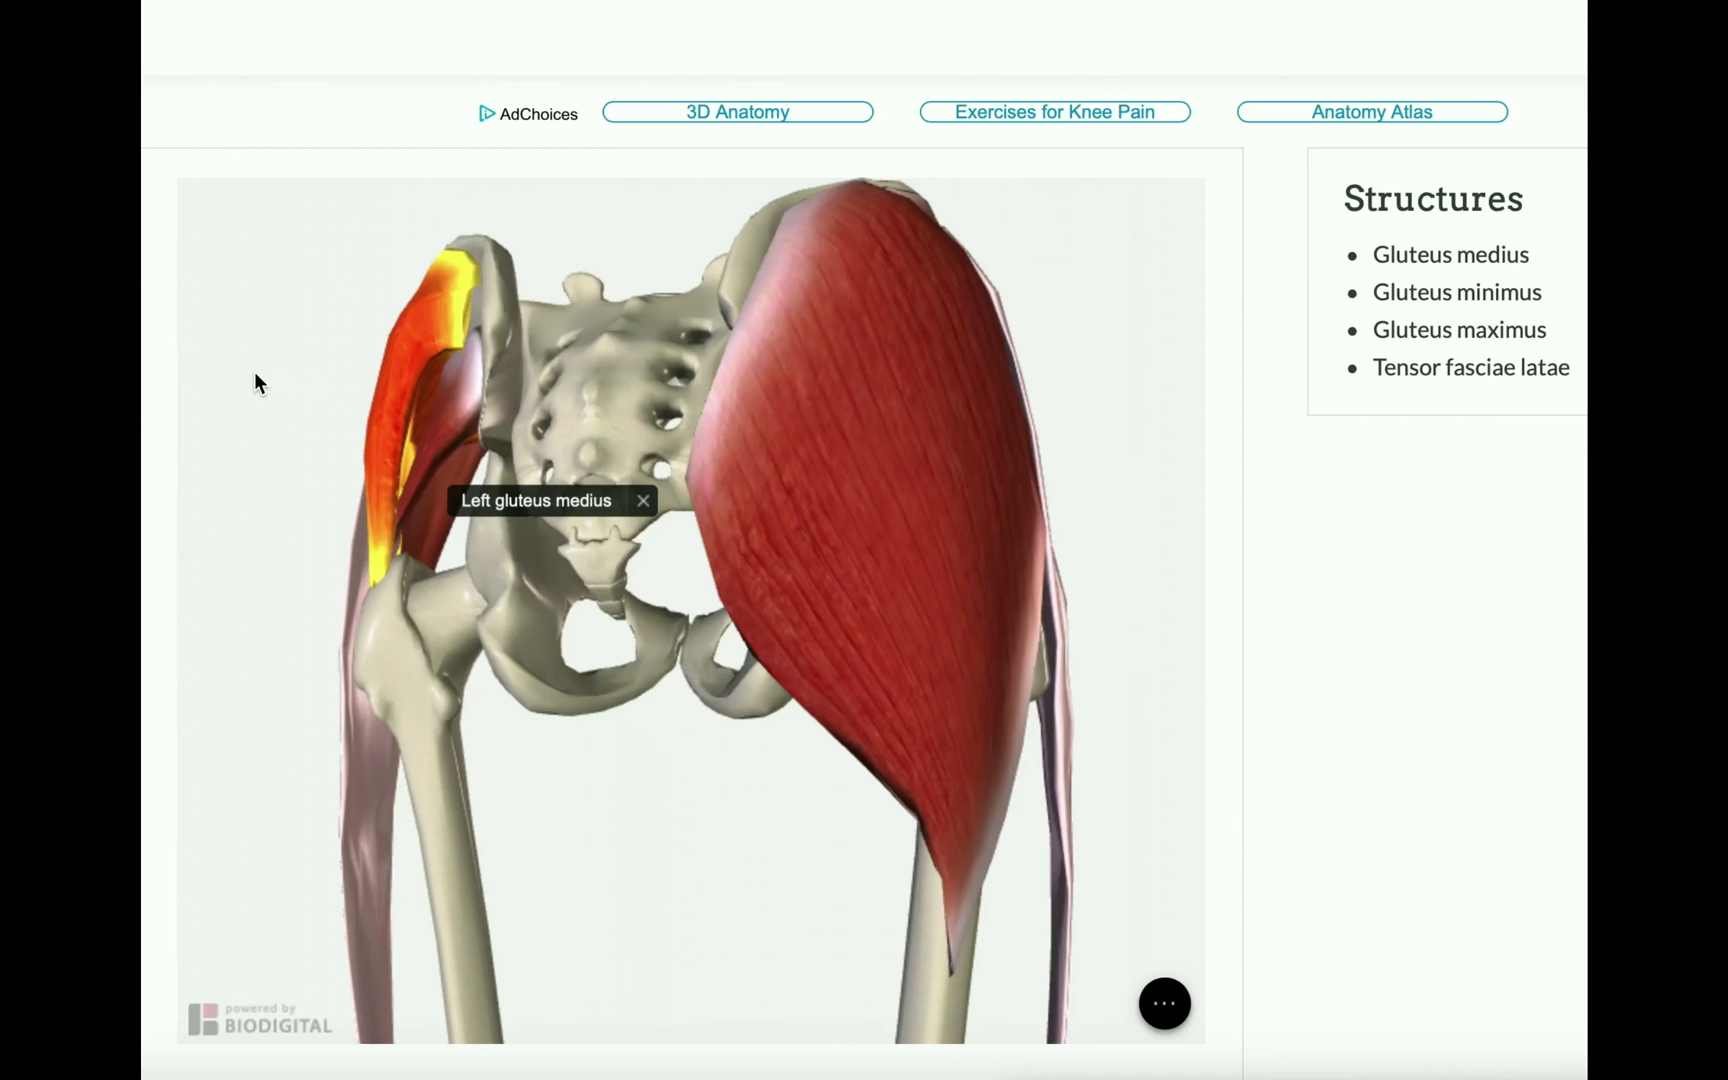 AdChoices
3D Anatomy
Exercises for Knee Pain
Anatomy Atlas
Structures
Gluteus medius
Gluteus minimus
Gluteus maximus
Tensor fasciae latae
Left gluteus medius
powered by
BIODIGITAL